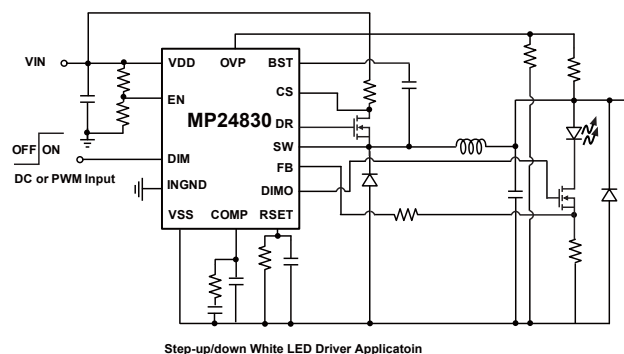 VIN
VDD
OVP
BST
EN
CS
MP24830
DR
OFF ON
SW
DIM
FB
DC or PWM Input
INGND
DIMO
VSS
COMP
RSET
Step-up/down White LED Driver Applicatoin